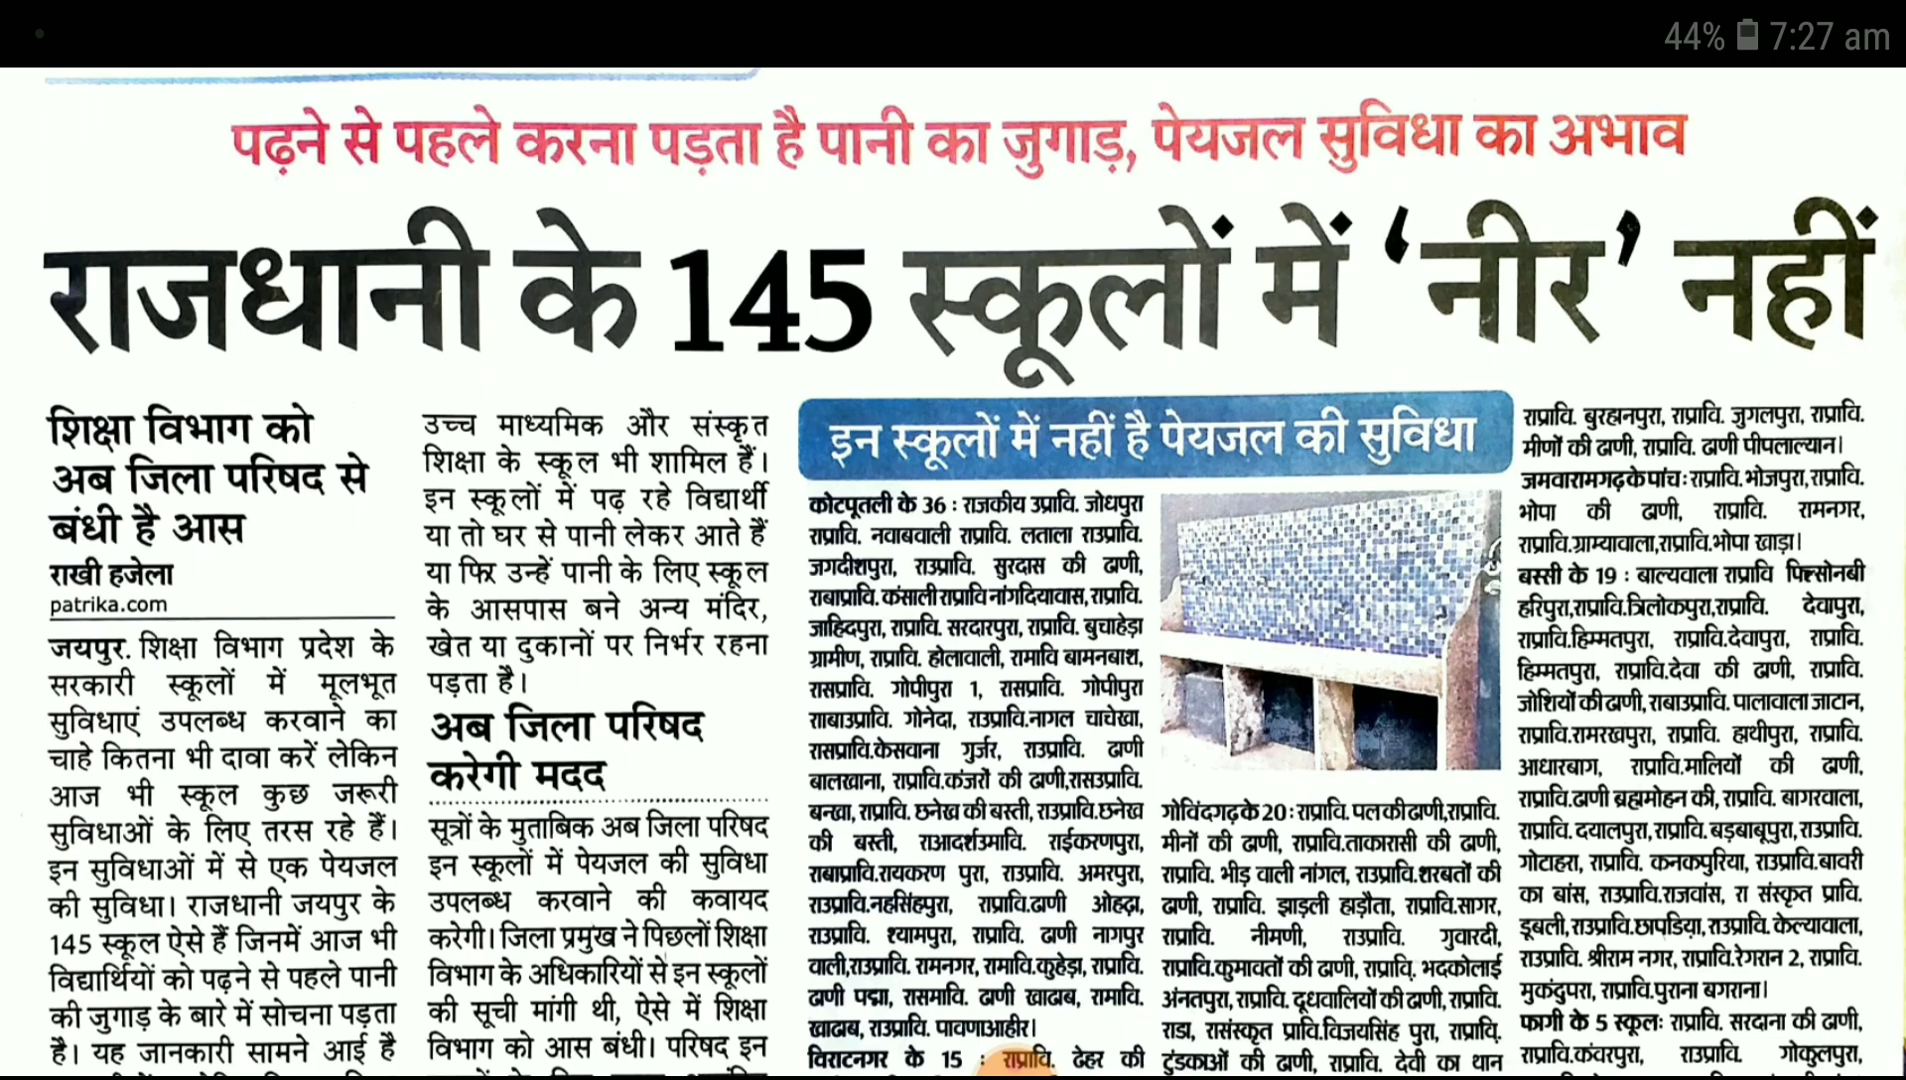 44% 7:27 am
पढ़ने से पहले करना पड़ता है पानी का जुगाड़, पेयजल सुविधा का अभाव
राजधानी के 145 स्कूलों में ‘नीर’ नहीं
शिक्षा विभाग को
अब जिला परिषद से
बंधी है आस
राखी हजेला
patrika.com
जयपुर. शिक्षा विभाग प्रदेश के
सरकारी स्कूलों में मूलभूत
सुविधाएं उपलब्ध करवाने का
चाहे कितना भी दावा करें लेकिन
आज भी स्कूल कुछ जरूरी
सुविधाओं के लिए तरस रहे हैं।
इन सुविधाओं में से एक पेयजल
की सुविधा। राजधानी जयपुर के
145 स्कूल ऐसे हैं जिनमें आज भी
विद्यार्थियों को पढ़ने से पहले पानी
की जुगाड़ के बारे में सोचना पड़ता
है। यह जानकारी सामने आई है
उच्च माध्यमिक और संस्कृत
शिक्षा के स्कूल भी शामिल हैं।
इन स्कूलों में पढ़ रहे विद्यार्थी
या तो घर से पानी लेकर आते हैं
या फिर उन्हें पानी के लिए स्कूल
के आसपास बने अन्य मंदिर,
खेत या दुकानों पर निर्भर रहना
पड़ता है।
अब जिला परिषद
करेगी मदद
सूत्रों के मुताबिक अब जिला परिषद
इन स्कूलों में पेयजल की सुविधा
उपलब्ध करवाने की कवायद
करेगी। जिला प्रमुख ने पिछलों शिक्षा
विभाग के अधिकारियों से इन स्कूलों
की सूची मांगी थी, ऐसे में शिक्षा
विभाग को आस बंधी। परिषद इन
इन स्कूलों में नहीं है पेयजल की सुविधा
कोटपूतली के 36 : राजकीय उप्रावि. जोधपुरा
राप्रावि. नवाबवाली राप्रावि. लताला राउप्रावि.
जगदीशपुरा, राउप्रावि. सुरदास की ढाणी,
राबाप्रावि. कंसाली राप्रावि नांगदियावास, राप्रावि.
जाहिदपुरा, राप्रावि. सरदारपुरा, राप्रावि. बुचाहेड़ा
ग्रामीण, राप्रावि. होलावाली, रामावि बामनबाश,
रासप्रावि. गोपीपुरा 1, रासप्रावि. गोपीपुरा
रााबाउप्रावि. गोनेदा, राउप्रावि.नागल चाचेखा,
रासप्रावि.केसवाना गुर्जर, राउप्रावि. ढाणी
बालखाना, राप्रावि.कंजरों की ढाणी,रासउप्रावि.
बनखा, राप्रावि. छनेख की बस्ती, राउप्रावि.छनेख
की बस्ती, राआदर्शउमावि. राईकरणपुरा,
राबाप्रावि.रायकरण पुरा, राउप्रावि. अमरपुरा,
राउप्रावि.नहसिंहपुरा, राप्रावि.ढाणी ओहढ़ा,
राउप्रावि. श्यामपुरा, राप्रावि. ढाणी नागपुर
वाली,राउप्रावि. रामनगर, रामावि.कुहेड़ा, राप्रावि.
ढाणी पद्मा, रासमावि. ढाणी खाढाब, रामावि.
खाढाब, राउप्रावि. पावणाआहीर।
विराटनगर के 15 : राप्रावि. ढेहर की
गोविंदगढ़ के 20 : राप्रावि. पल की ढाणी,राप्रावि.
मीनों की ढाणी, राप्रावि.ताकारासी की ढाणी,
राप्रावि. भीड़ वाली नांगल, राउप्रावि.शरबतों की
ढाणी, राप्रावि. झाड़ली हाड़ौता, राप्रावि.सागर,
राप्रावि. नीमणी, राउप्रावि. गुवारदी,
राप्रावि.कुमावतों की ढाणी, राप्रावि. भदकोलाई
अंनतपुरा, राप्रावि. दूधवालियों की ढाणी, राप्रावि.
राडा, रासंस्कृत प्रावि.विजयसिंह पुरा, राप्रावि.
टुंडकाओं की ढाणी, राप्रावि. देवी का थान
राप्रावि. बुरहानपुरा, राप्रावि. जुगलपुरा, राप्रावि.
मीणों की ढाणी, राप्रावि. ढाणी पीपलाल्यान।
जमवारामगढ़ के पांच : राप्रावि. भोजपुरा, राप्रावि.
भोपा की ढाणी, राप्रावि. रामनगर,
राप्रावि.ग्राम्यावाला,राप्रावि.भोपा खाड़ा।
बस्सी के 19 : बाल्यवाला राप्रावि फिरसोनबी
हरिपुरा,राप्रावि.त्रिलोकपुरा,राप्रावि. देवापुरा,
राप्रावि.हिम्मतपुरा, राप्रावि.देवापुरा, राप्रावि.
हिम्मतपुरा, राप्रावि.देवा की ढाणी, राप्रावि.
जोशियों की ढाणी, राबाउप्रावि. पालावाला जाटान,
राप्रावि.रामरखपुरा, राप्रावि. हाथीपुरा, राप्रावि.
आधारबाग, राप्रावि.मालियों की ढाणी,
राप्रावि.ढाणी ब्रह्ममोहन की, राप्रावि. बागरवाला,
राप्रावि. दयालपुरा, राप्रावि. बड़बाबूपुरा, राउप्रावि.
गोटाहरा, राप्रावि. कनकपुरिया, राउप्रावि.बावरी
का बांस, राउप्रावि.राजवांस, रा संस्कृत प्रावि.
डूबली, राउप्रावि.छापडिया, राउप्रावि. केल्यावाला,
राउप्रावि. श्रीराम नगर, राप्रावि.रेगरान 2, राप्रावि.
मुकंदुपरा, राप्रावि.पुराना बगराना।
फागी के 5 स्कूलः राप्रावि. सरदाना की ढाणी,
राप्रावि.कंवरपुरा, राउप्रावि. गोकुलपुरा,